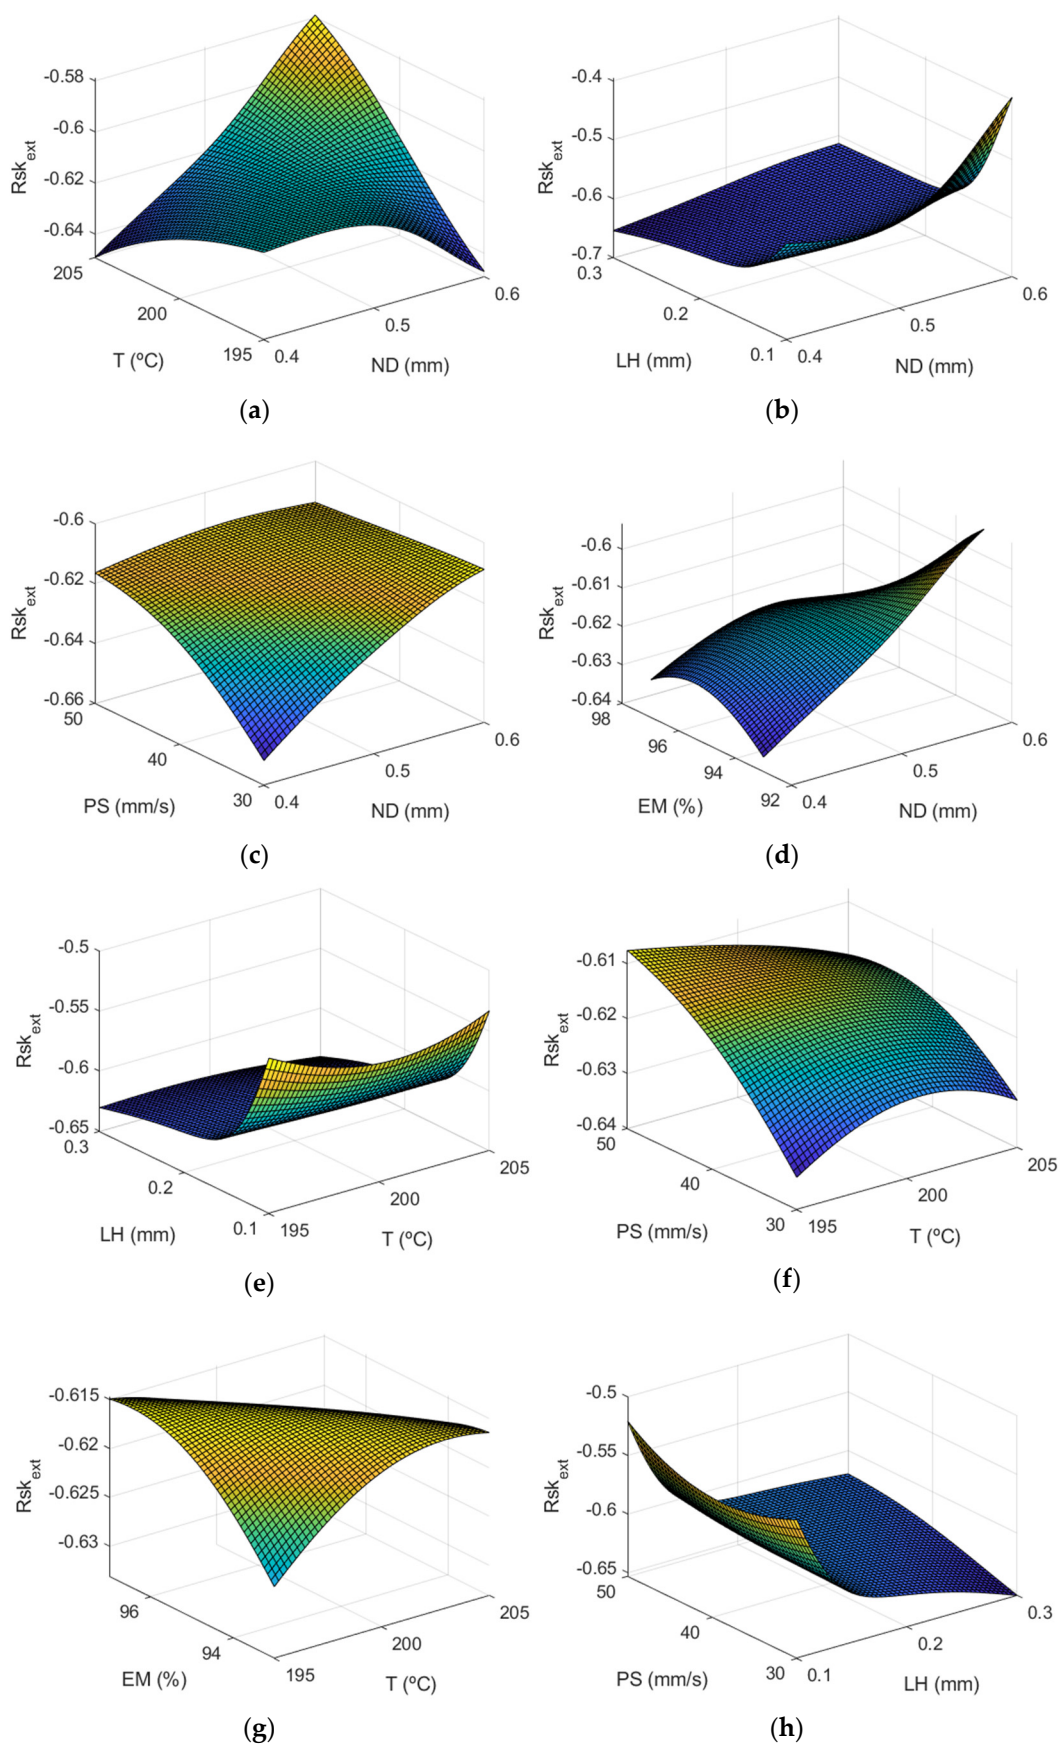 -0.58
-0.6
-0.62
-0.64
Rsk_ext
205
200
195
T (ºC)
0.4
0.5
0.6
ND (mm)
(a)
-0.4
-0.5
-0.6
-0.7
Rsk_ext
0.3
0.2
0.1
LH (mm)
0.4
0.5
0.6
ND (mm)
(b)
-0.6
-0.62
-0.64
-0.66
Rsk_ext
50
40
30
PS (mm/s)
0.4
0.5
0.6
ND (mm)
(c)
-0.6
-0.61
-0.62
-0.63
-0.64
Rsk_ext
98
96
94
92
EM (%)
0.4
0.5
0.6
ND (mm)
(d)
-0.5
-0.55
-0.6
-0.65
Rsk_ext
0.3
0.2
0.1
LH (mm)
195
200
205
T (ºC)
(e)
-0.61
-0.62
-0.63
-0.64
Rsk_ext
50
40
30
PS (mm/s)
195
200
205
T (ºC)
(f)
-0.615
-0.62
-0.625
-0.63
Rsk_ext
96
94
EM (%)
195
200
205
T (ºC)
(g)
-0.5
-0.55
-0.6
-0.65
Rsk_ext
50
40
30
PS (mm/s)
0.1
0.2
0.3
LH (mm)
(h)